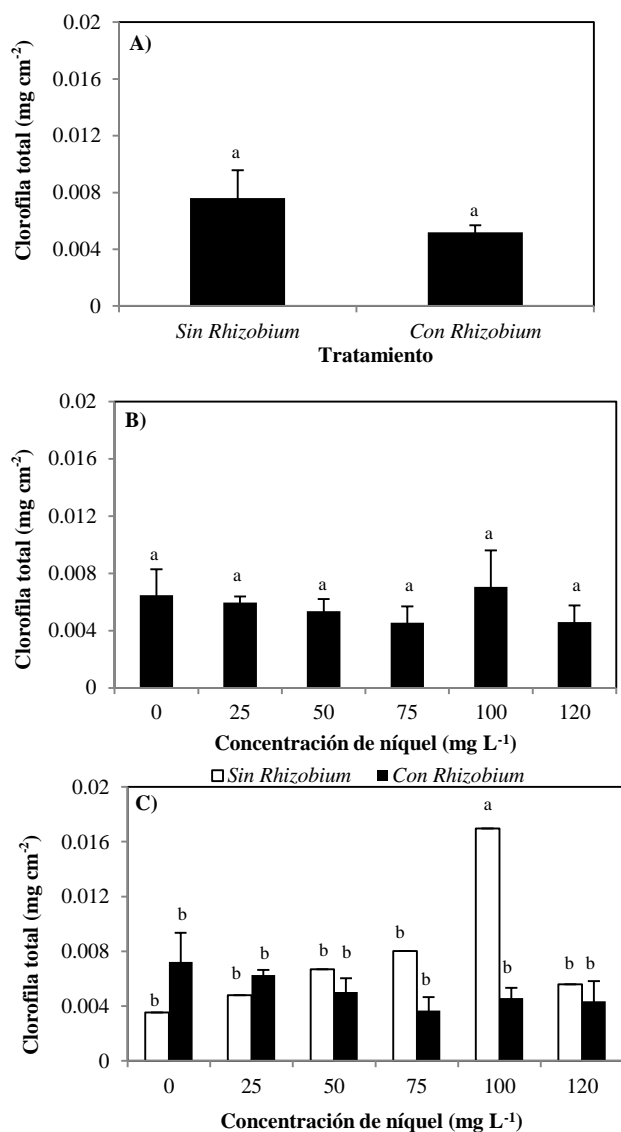 A)
Clorofila total (mg cm-2)
0.02
0.016
0.012
0.008
0.004
0
a
a
Sin Rhizobium
Con Rhizobium
Tratamiento
B)
Clorofila total (mg cm-2)
0.02
0.016
0.012
0.008
0.004
0
a
a
a
a
a
a
0
25
50
75
100
120
Concentración de níquel (mg L-1)
Sin Rhizobium
Con Rhizobium
C)
Clorofila total (mg cm-2)
0.02
0.016
0.012
0.008
0.004
0
b
b
b
b
b
b
b
b
a
b
b
b
0
25
50
75
100
120
Concentración de níquel (mg L-1)